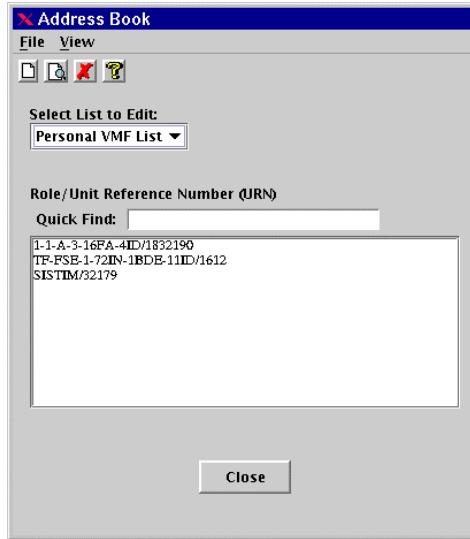 Address Book
File View
Select List to Edit:
Personal VMF List
Role/Unit Reference Number (URN)
Quick Find:
1-1-A-3-16FA-4ID/1832190
TF-FSE-1-72IN-1BDE-11ID/1612
SISTIM/32179
Close